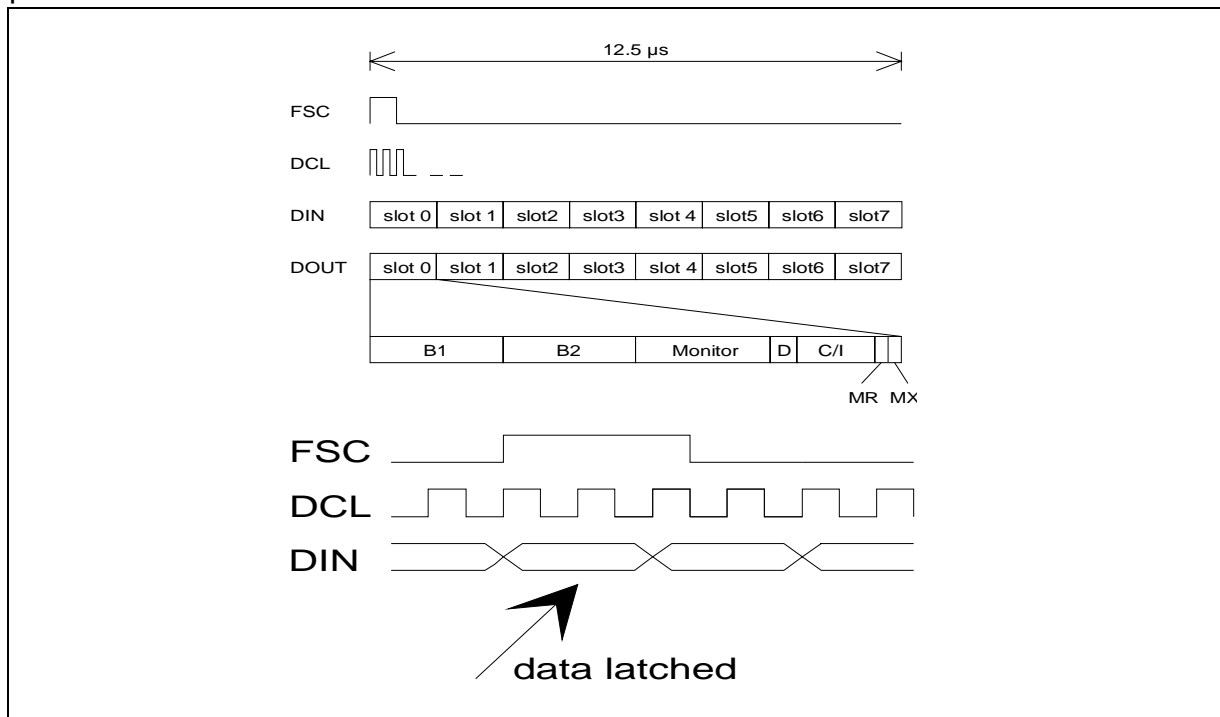 12.5 µs
FSC
DCL
DIN slot 0 slot 1 slot2 slot3 slot 4 slot5 slot6 slot7
DOUT slot 0 slot 1 slot2 slot3 slot 4 slot5 slot6 slot7
B1 B2 Monitor D C/I
MR MX
FSC
DCL
DIN
data latched